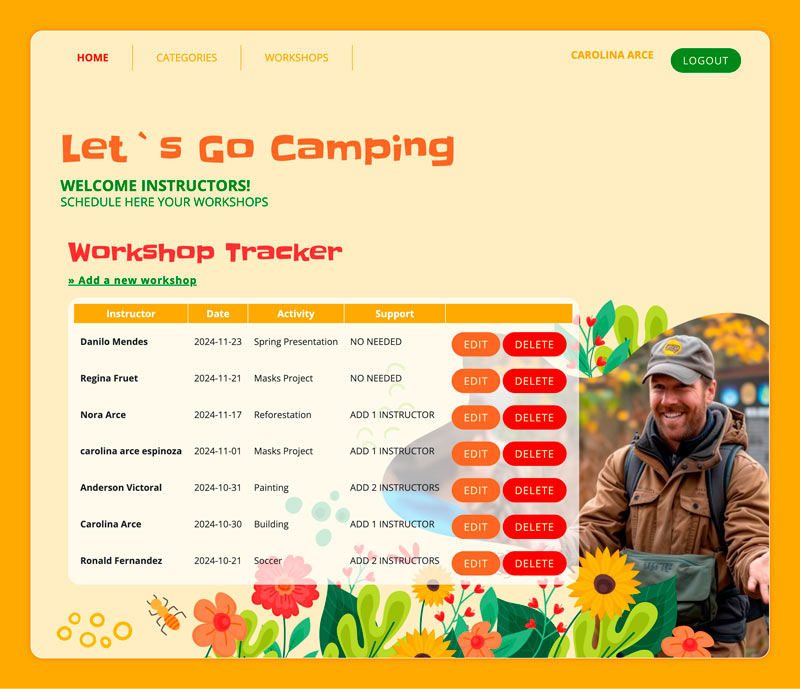 HOME CATEGORIES WORKSHOPS CAROLINA ARCE LOGOUT
Let`s Go Camping
WELCOME INSTRUCTORS!
SCHEDULE HERE YOUR WORKSHOPS
Workshop Tracker
» Add a new workshop
Instructor Date Activity Support
Danilo Mendes 2024-11-23 Spring Presentation NO NEEDED EDIT DELETE
Regina Fruet 2024-11-21 Masks Project NO NEEDED EDIT DELETE
Nora Arce 2024-11-17 Reforestation ADD 1 INSTRUCTOR EDIT DELETE
carolina arce espinoza 2024-11-01 Masks Project ADD 1 INSTRUCTOR EDIT DELETE
Anderson Victoral 2024-10-31 Painting ADD 2 INSTRUCTORS EDIT DELETE
Carolina Arce 2024-10-30 Building ADD 1 INSTRUCTOR EDIT DELETE
Ronald Fernandez 2024-10-21 Soccer ADD 2 INSTRUCTORS EDIT DELETE